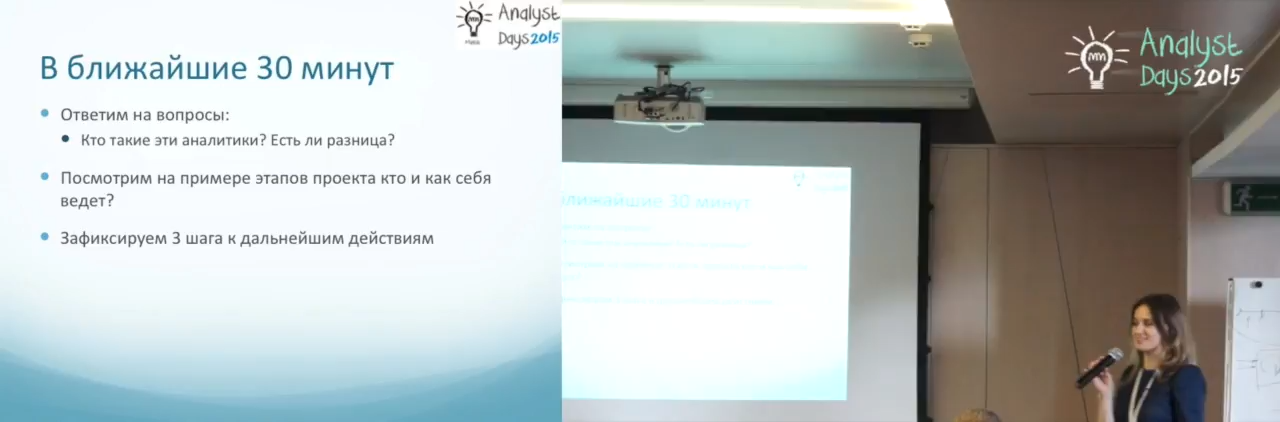 Analyst
Days 2015
В ближайшие 30 минут
Ответим на вопросы:
Кто такие эти аналитики? Есть ли разница?
Посмотрим на примере этапов проекта кто и как себя
ведет?
Зафиксируем 3 шага к дальнейшим действиям
ближайшие 30 минут
Analyst
Days 2015